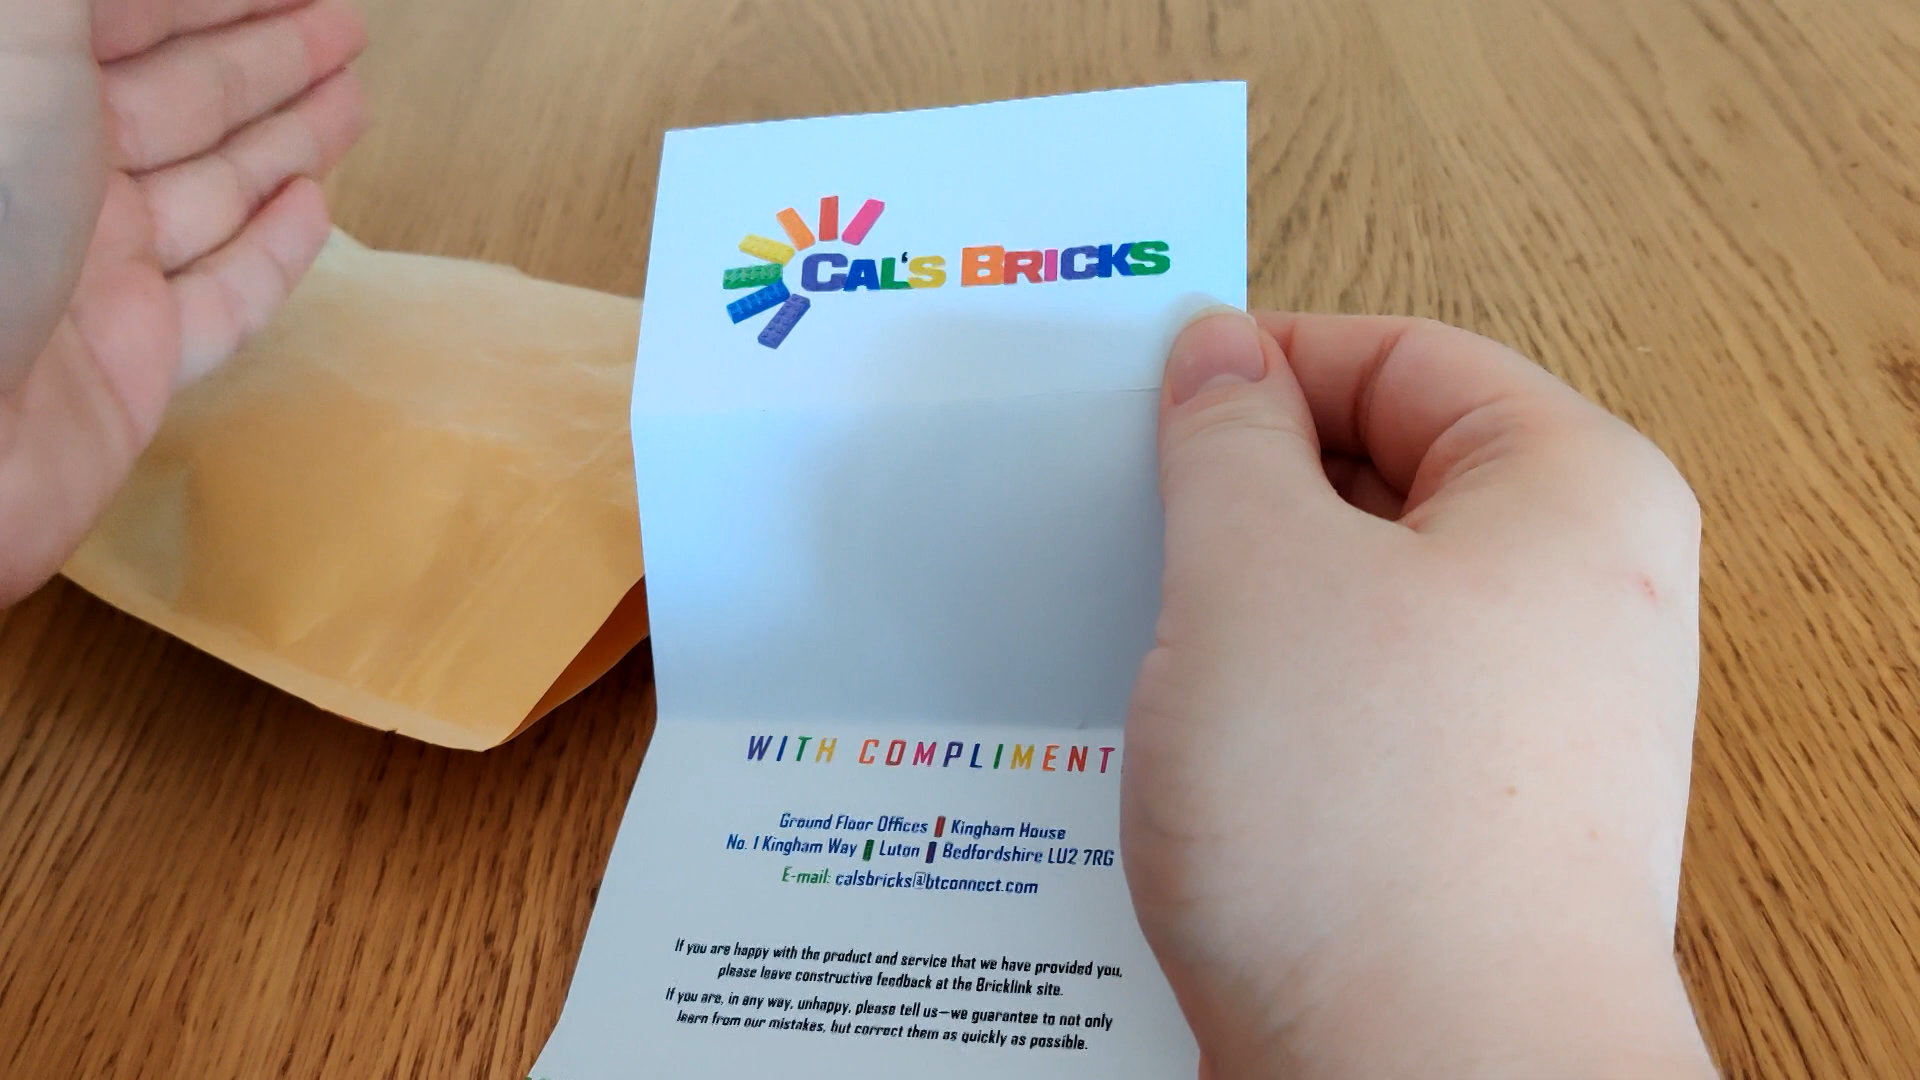 CAL'S BRICKS
WITH COMPLIMENT
Ground Floor Offices Kingham House
No. 1 Kingham Way Luton Bedfordshire LU2 7RG
E-mail: calsbricks@btconnect.com
If you are happy with the product and service that we have provided you,
please leave constructive feedback at the Bricklink site.
If you are, in any way, unhappy, please tell us—we guarantee to not only
learn from our mistakes, but correct them as quickly as possible.